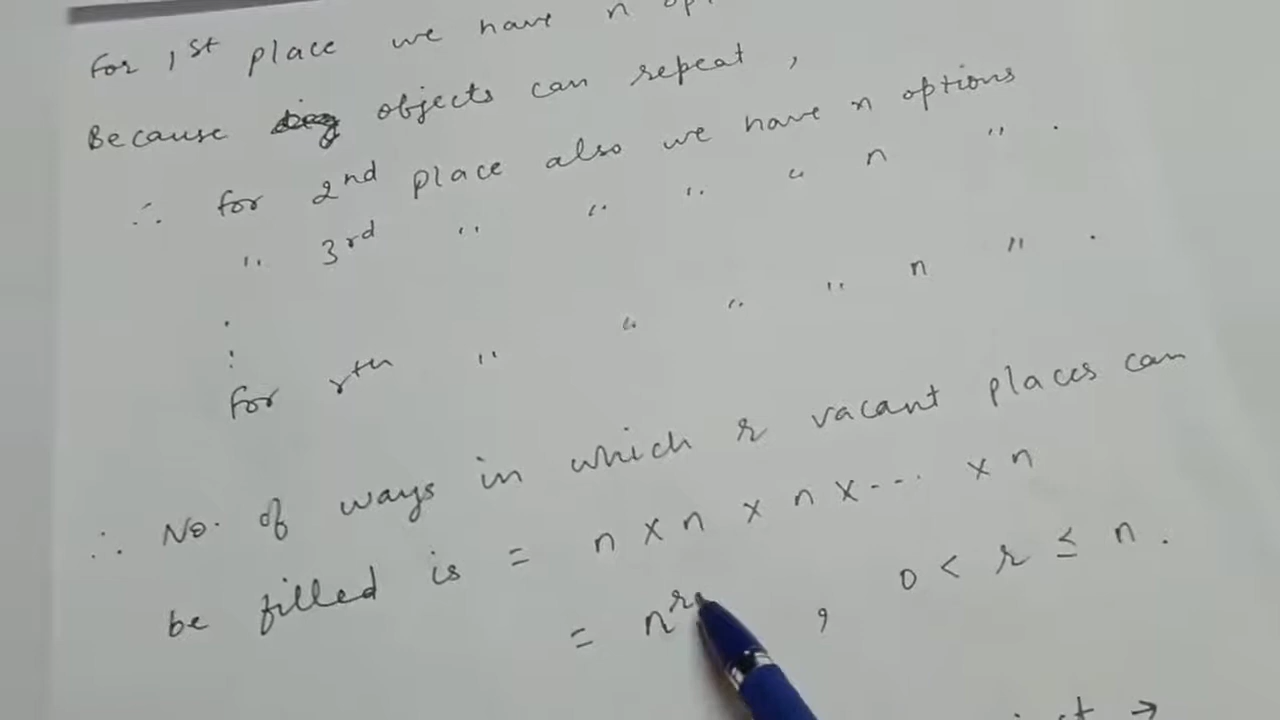 For 1st place we have n
Because objects can repeat ,
∴ for 2nd place also we have n options
" 3rd " " " " n " .
:
for rth " " " " n " .
∴ No. of ways in which r vacant places can
be filled is = n x n x n x --- x n
= n^r , 0 < r ≤ n .
→